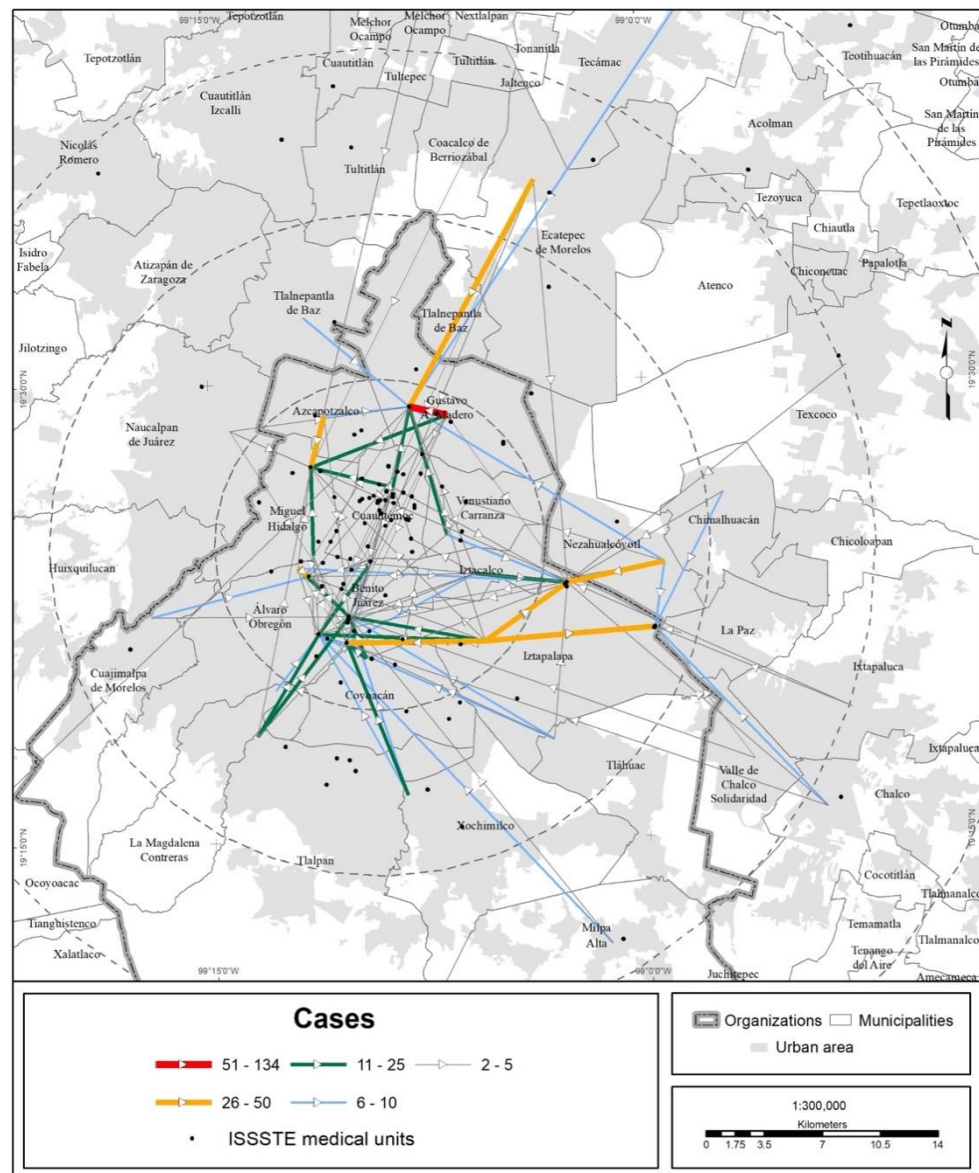 99°15'0"W
99°0'0"W
Tepotzotlán
Melchor
Ocampo
Melchor
Ocampo
Nextlalpan
Otumba
Tepotzotlán
Cuautitlán
Tultepec
Tultitlán
Tonanitla
Jaltenco
Tecámac
Teotihuacán
San Martín de
las Pirámides
Otumba
Cuautitlán
Izcalli
San Martín
de las
Pirámides
Nicolás
Romero
Tultitlán
Coacalco de
Berriozábal
Acolman
Tezoyuca
Tepetlaoxtoc
Chiautla
Isidro
Fabela
Atizapán de
Zaragoza
Ecatepec
de Morelos
Papalotla
Atenco
Tlalnepantla
de Baz
Tlalnepantla
de Baz
Jilotzingo
19°30'0"N
19°30'0"N
Azcapotzalco
Gustavo
A. Madero
Naucalpan
de Juárez
Texcoco
Miguel
Hidalgo
Cuauhtémoc
Venustiano
Carranza
Chimalhuacán
Nezahualcóyotl
Chicoloapan
Huixquilucan
Iztacalco
Benito
Juárez
Álvaro
Obregón
La Paz
Iztapalapa
Ixtapaluca
Cuajimalpa
de Morelos
Coyoacán
Ixtapaluca
Tláhuac
Valle de
Chalco
Solidaridad
Chalco
Xochimilco
La Magdalena
Contreras
19°15'0"N
19°15'0"N
Tlalpan
Cocotitlán
Ocoyoacac
Tlalmanalco
Tianguistenco
Temamatla
Milpa
Alta
Tlalmanalco
Xalatlaco
Tenango
del Aire
Juchitepec
Amecameca
99°15'0"W
99°0'0"W
Cases
51 - 134
11 - 25
2 - 5
26 - 50
6 - 10
ISSSTE medical units
Organizations
Municipalities
Urban area
1:300,000
Kilometers
0 1.75 3.5 7 10.5 14